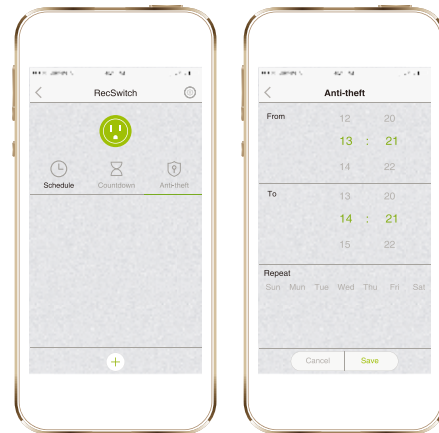 RecSwitch
Schedule Countdown Anti-theft
Anti-theft
From
12 20
13 : 21
14 22
To
13 20
14 : 21
15 22
Repeat
Sun Mun Tue Wed Thu Fri Sat
Cancel Save